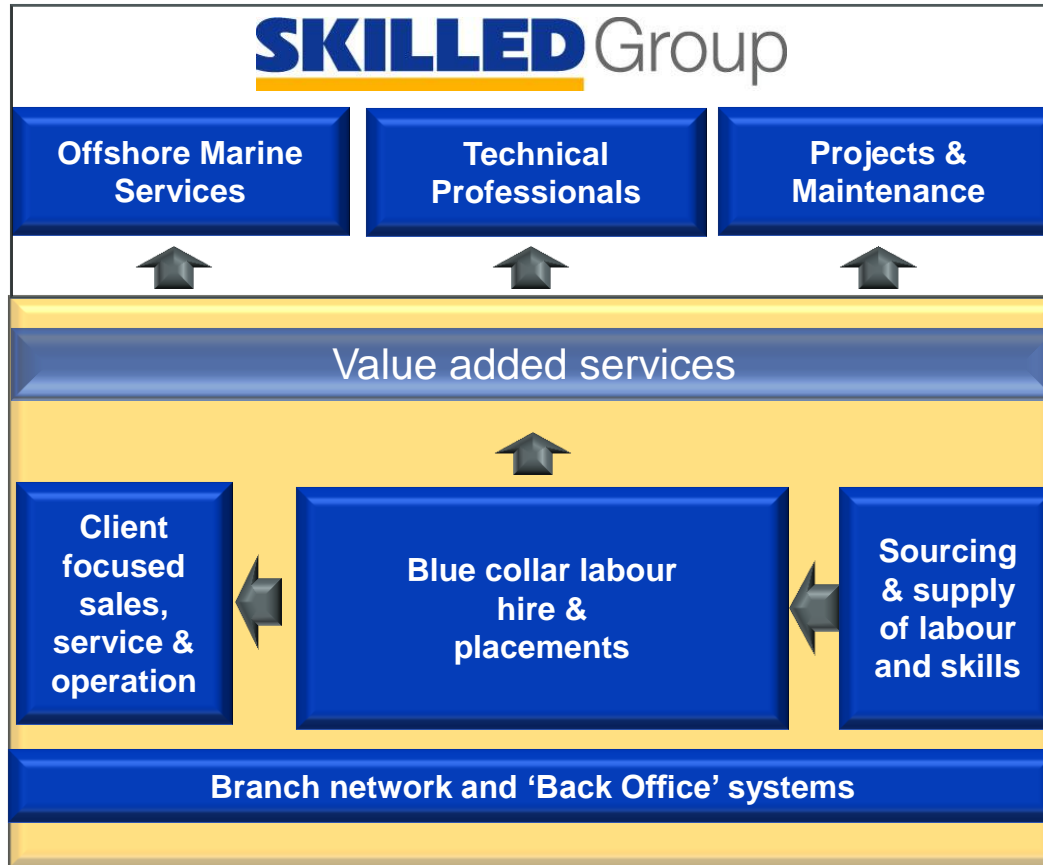 SKILLED Group
Offshore Marine
Services
Technical
Professionals
Projects &
Maintenance
Value added services
Client
focused
sales,
service &
operation
Blue collar labour
hire &
placements
Sourcing
& supply
of labour
and skills
Branch network and ‘Back Office’ systems